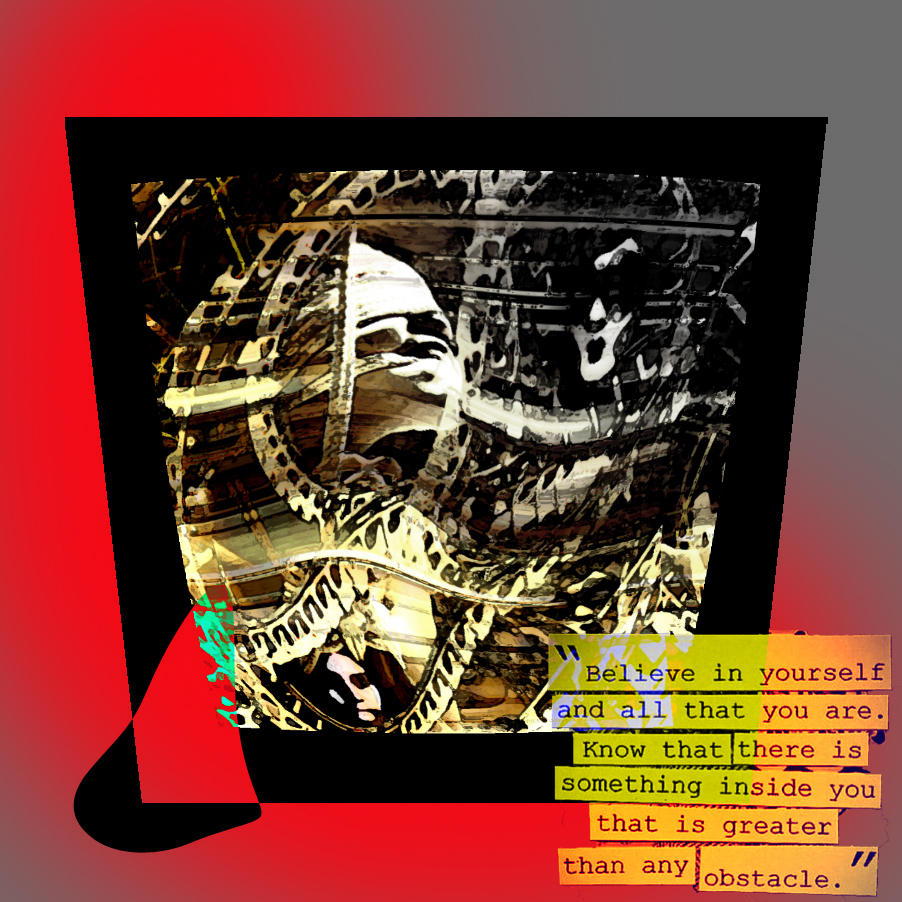 "Believe in yourself
and all that you are.
Know that there is
something inside you
that is greater
than any obstacle."